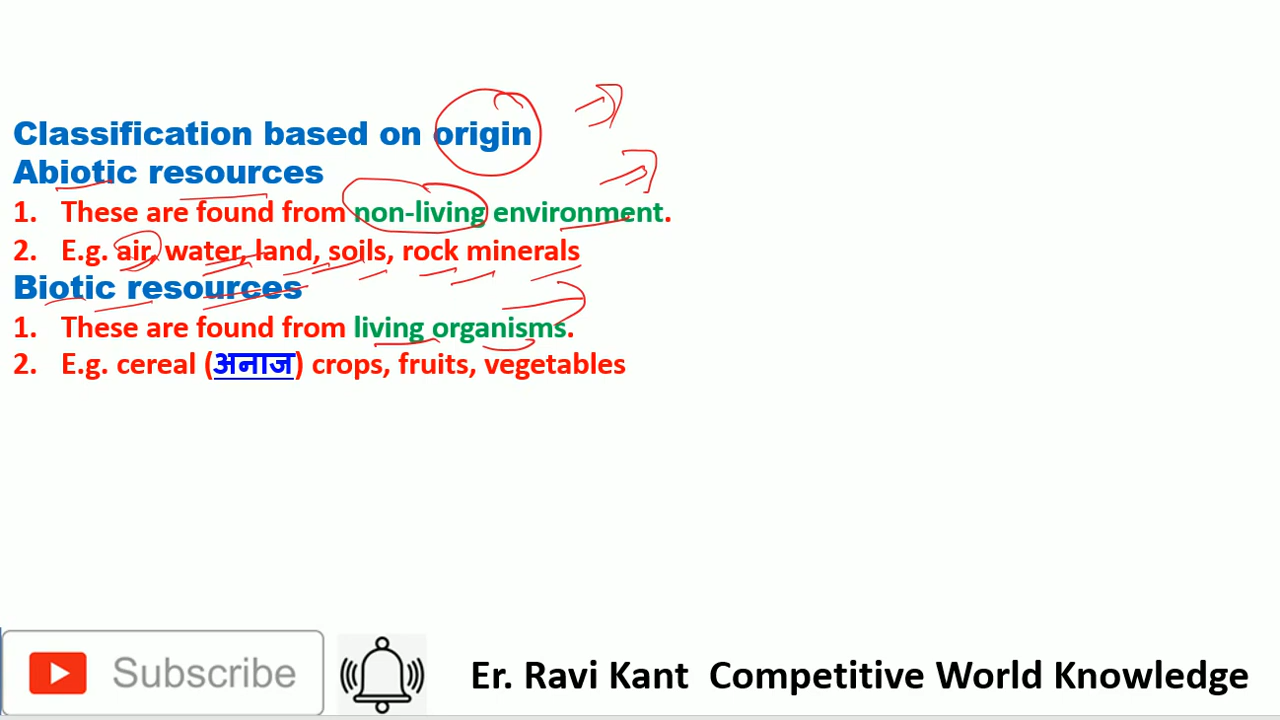 Classification based on origin
Abiotic resources
1. These are found from non-living environment.
2. E.g. air, water, land, soils, rock minerals
Biotic resources
1. These are found from living organisms.
2. E.g. cereal (अनाज) crops, fruits, vegetables
Subscribe
Er. Ravi Kant Competitive World Knowledge